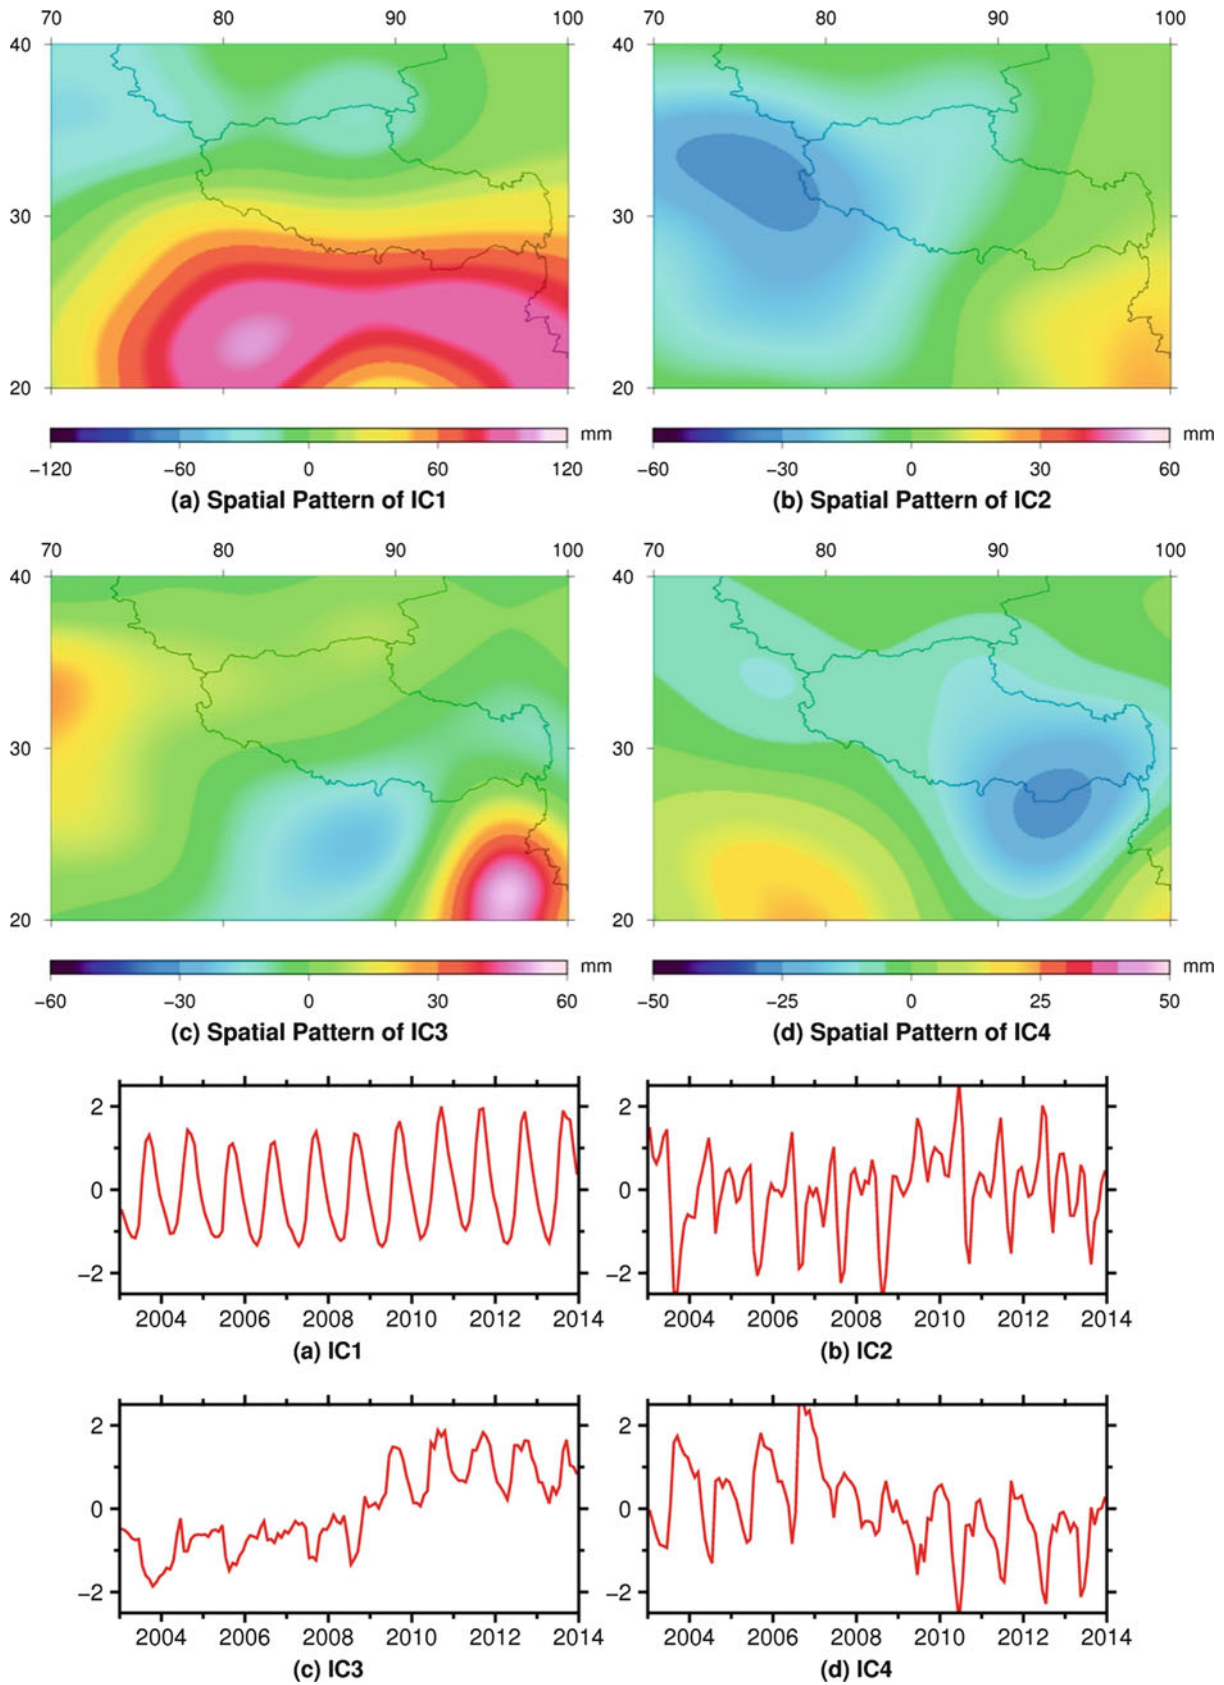 70 80 90 100 70 80 90 100
40 40
30 30
20 20
mm mm
−120 −60 0 60 120 −60 −30 0 30 60
(a) Spatial Pattern of IC1 (b) Spatial Pattern of IC2
70 80 90 100 70 80 90 100
40 40
30 30
20 20
mm mm
−60 −30 0 30 60 −50 −25 0 25 50
(c) Spatial Pattern of IC3 (d) Spatial Pattern of IC4
2 2
0 0
−2 −2
2004 2006 2008 2010 2012 2014 2004 2006 2008 2010 2012 2014
(a) IC1 (b) IC2
2 2
0 0
−2 −2
2004 2006 2008 2010 2012 2014 2004 2006 2008 2010 2012 2014
(c) IC3 (d) IC4